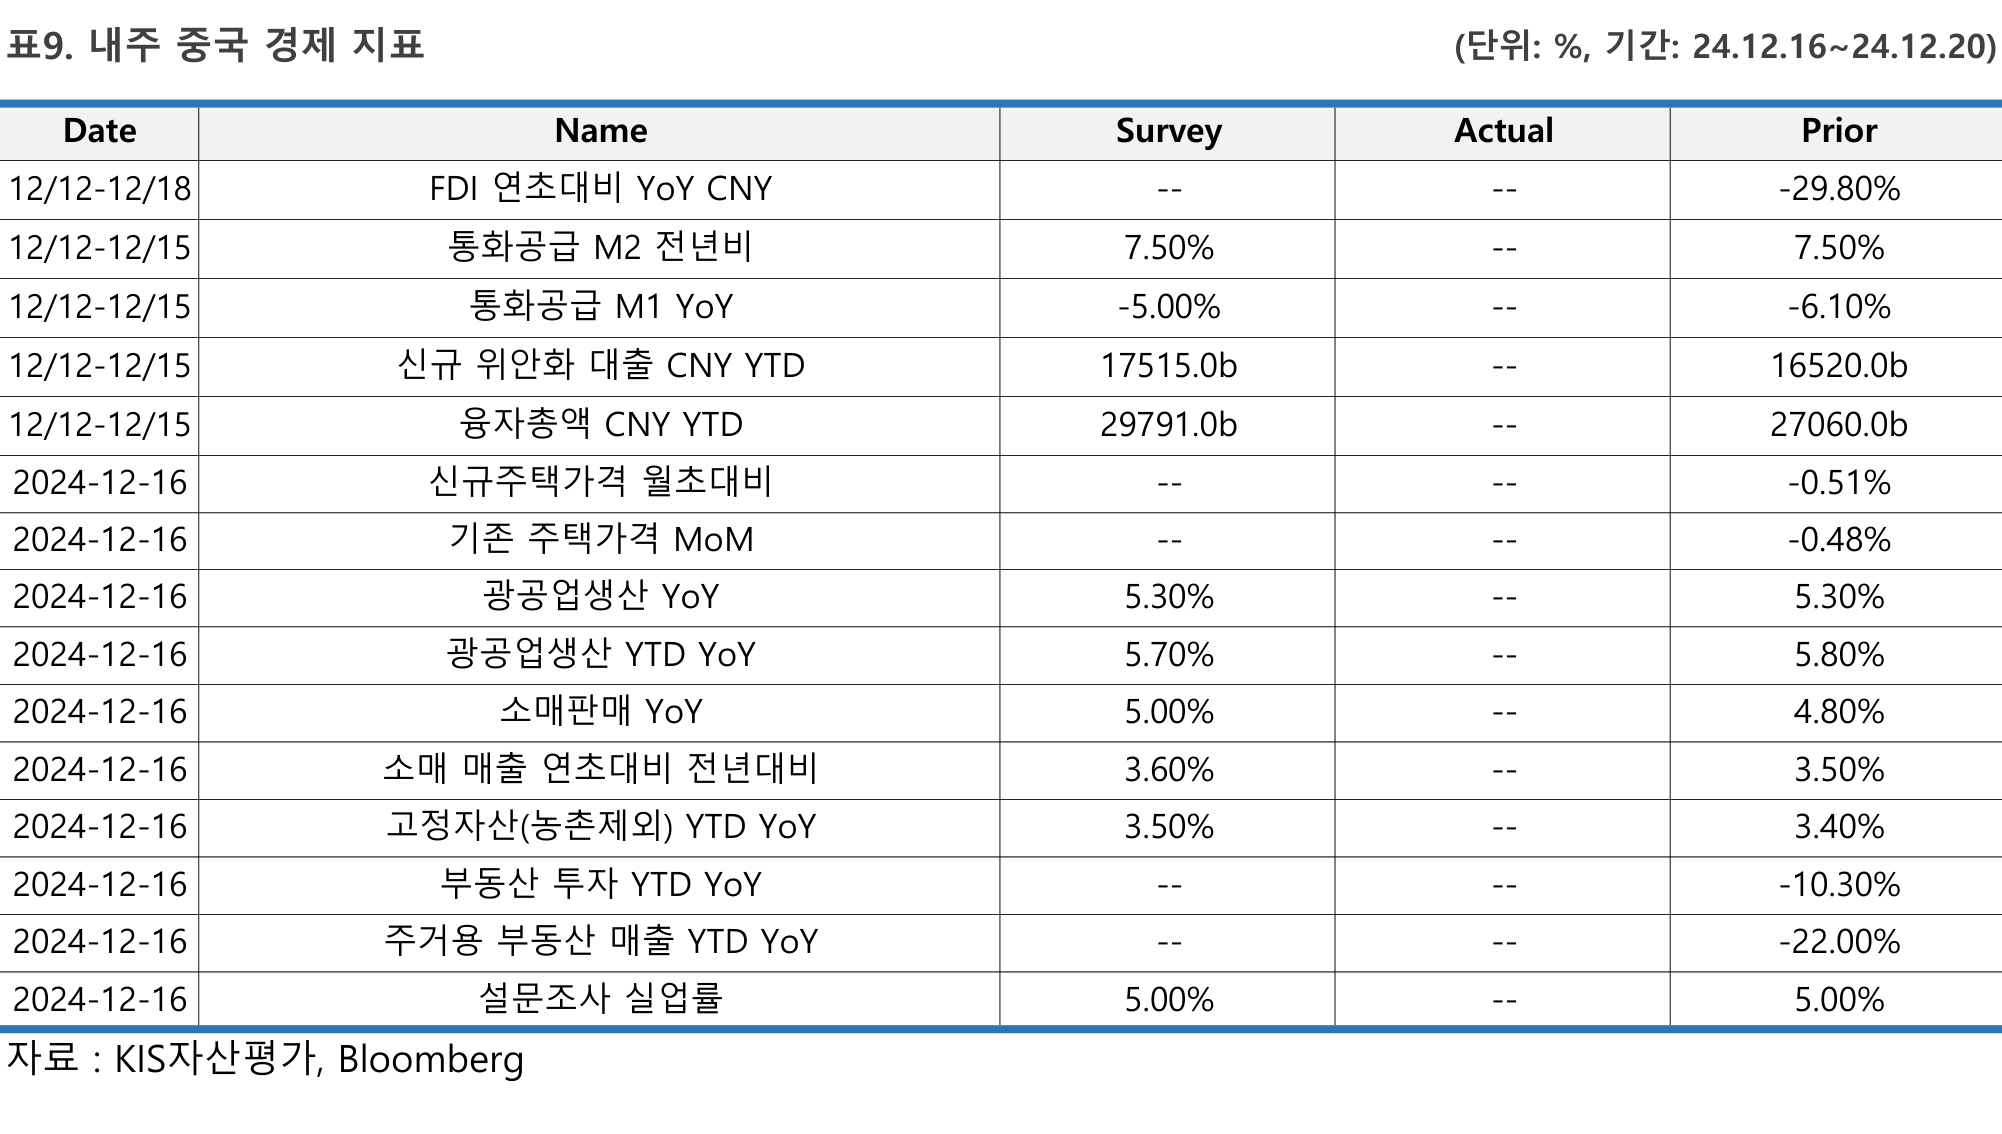 표9. 내주 중국 경제 지표 (단위: %, 기간: 24.12.16~24.12.20)
Date Name Survey Actual Prior
12/12-12/18 FDI 연초대비 YoY CNY -- -- -29.80%
12/12-12/15 통화공급 M2 전년비 7.50% -- 7.50%
12/12-12/15 통화공급 M1 YoY -5.00% -- -6.10%
12/12-12/15 신규 위안화 대출 CNY YTD 17515.0b -- 16520.0b
12/12-12/15 융자총액 CNY YTD 29791.0b -- 27060.0b
2024-12-16 신규주택가격 월초대비 -- -- -0.51%
2024-12-16 기존 주택가격 MoM -- -- -0.48%
2024-12-16 광공업생산 YoY 5.30% -- 5.30%
2024-12-16 광공업생산 YTD YoY 5.70% -- 5.80%
2024-12-16 소매판매 YoY 5.00% -- 4.80%
2024-12-16 소매 매출 연초대비 전년대비 3.60% -- 3.50%
2024-12-16 고정자산(농촌제외) YTD YoY 3.50% -- 3.40%
2024-12-16 부동산 투자 YTD YoY -- -- -10.30%
2024-12-16 주거용 부동산 매출 YTD YoY -- -- -22.00%
2024-12-16 설문조사 실업률 5.00% -- 5.00%
자료 : KIS자산평가, Bloomberg